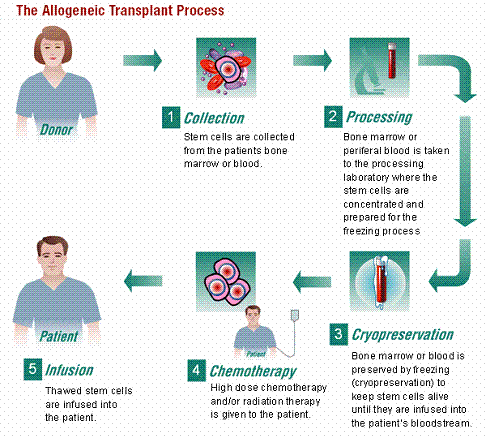 The Allogeneic Transplant Process
Donor
1 Collection
Stem cells are collected
from the patients bone
marrow or blood.
2 Processing
Bone marrow or
periferal blood is taken
to the processing
laboratory where the
stem cells are
concentrated and
prepared for the
freezing process
3 Cryopreservation
Bone marrow or blood is
preserved by freezing
(cryopreservation) to
keep stem cells alive
until they are infused into
the patient's bloodstream.
Patient
4 Chemotherapy
High dose chemotherapy
and/or radiation therapy
is given to the patient.
Patient
5 Infusion
Thawed stem cells
are infused into
the patient.